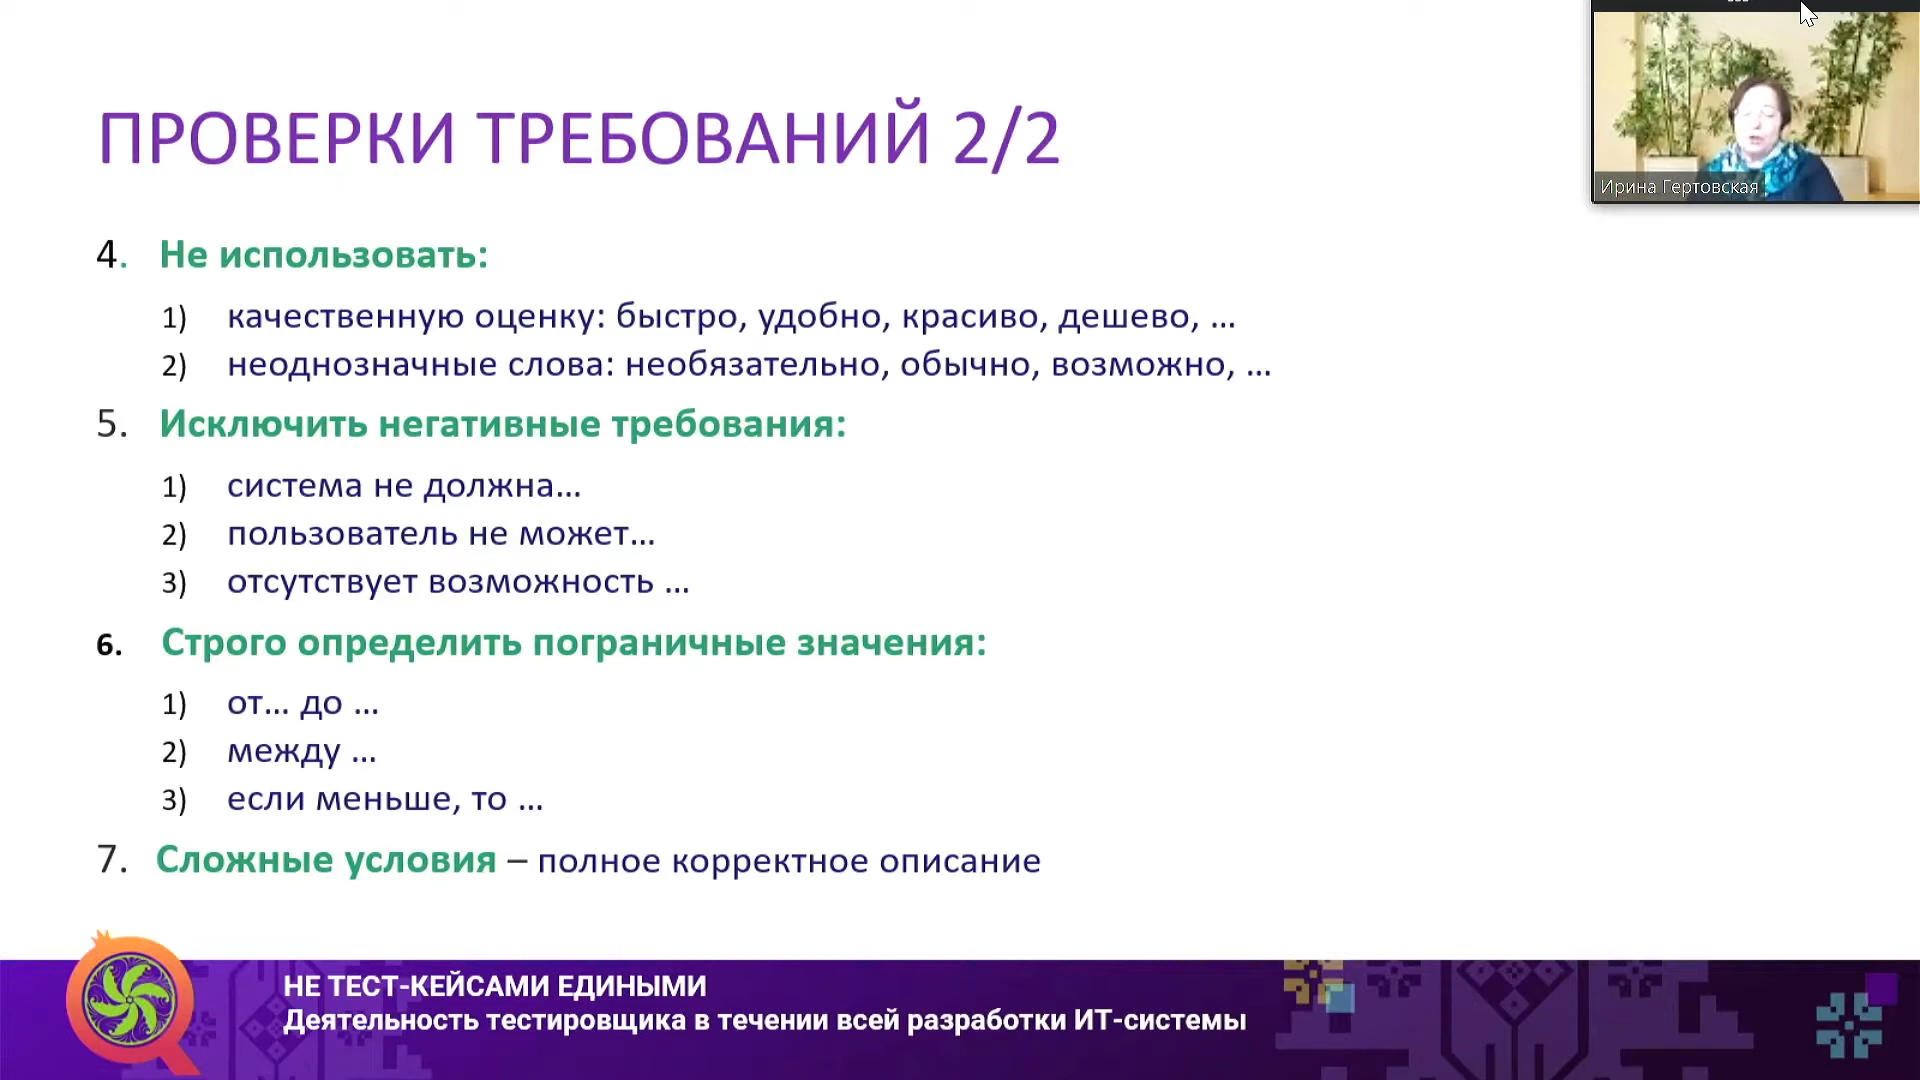 ПРОВЕРКИ ТРЕБОВАНИЙ 2/2
Ирина Гертовская
4. Не использовать:
1) качественную оценку: быстро, удобно, красиво, дешево, ...
2) неоднозначные слова: необязательно, обычно, возможно, ...
5. Исключить негативные требования:
1) система не должна...
2) пользователь не может...
3) отсутствует возможность ...
6. Строго определить пограничные значения:
1) от... до ...
2) между ...
3) если меньше, то ...
7. Сложные условия – полное корректное описание
НЕ ТЕСТ-КЕЙСАМИ ЕДИНЫМИ
Деятельность тестировщика в течении всей разработки ИТ-системы